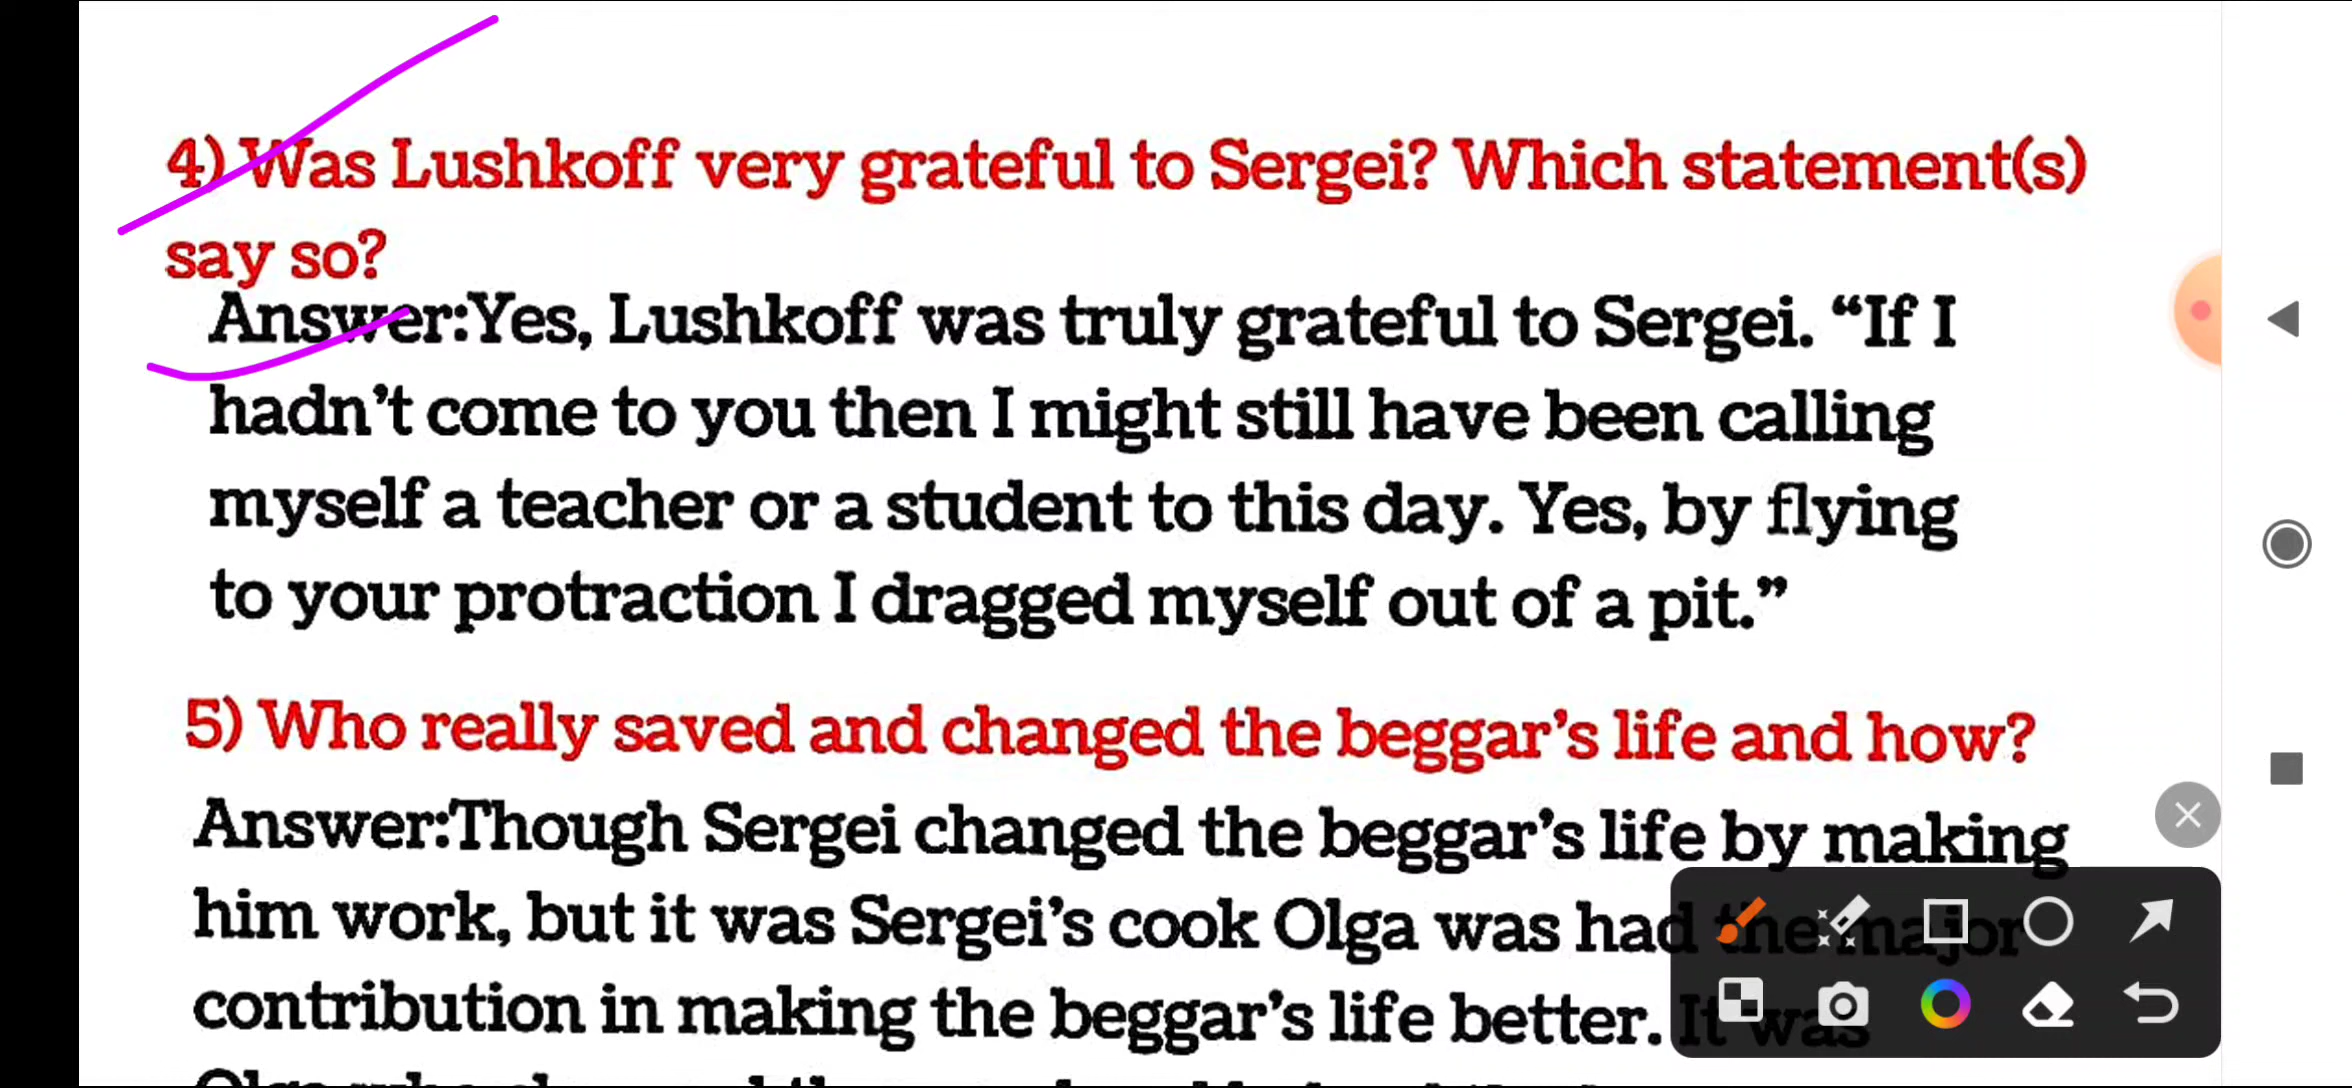 4) Was Lushkoff very grateful to Sergei? Which statement(s)
say so?
Answer:Yes, Lushkoff was truly grateful to Sergei. “If I
hadn’t come to you then I might still have been calling
myself a teacher or a student to this day. Yes, by flying
to your protraction I dragged myself out of a pit.”
5) Who really saved and changed the beggar’s life and how?
Answer:Though Sergei changed the beggar’s life by making
him work, but it was Sergei’s cook Olga was had the major
contribution in making the beggar’s life better. It was